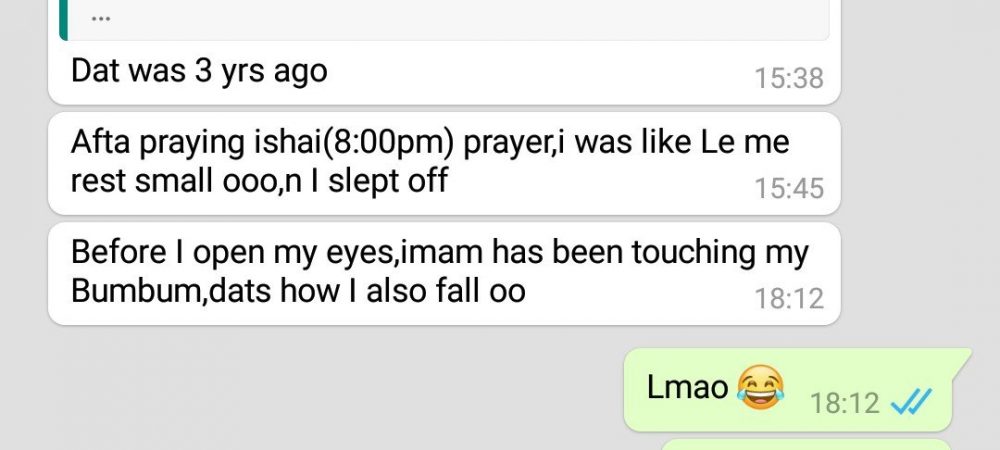 ...
Dat was 3 yrs ago
15:38
Afta praying ishai(8:00pm) prayer,i was like Le me
rest small ooo,n I slept off
15:45
Before I open my eyes,imam has been touching my
Bumbum,dats how I also fall oo
18:12
Lmao 😂
18:12